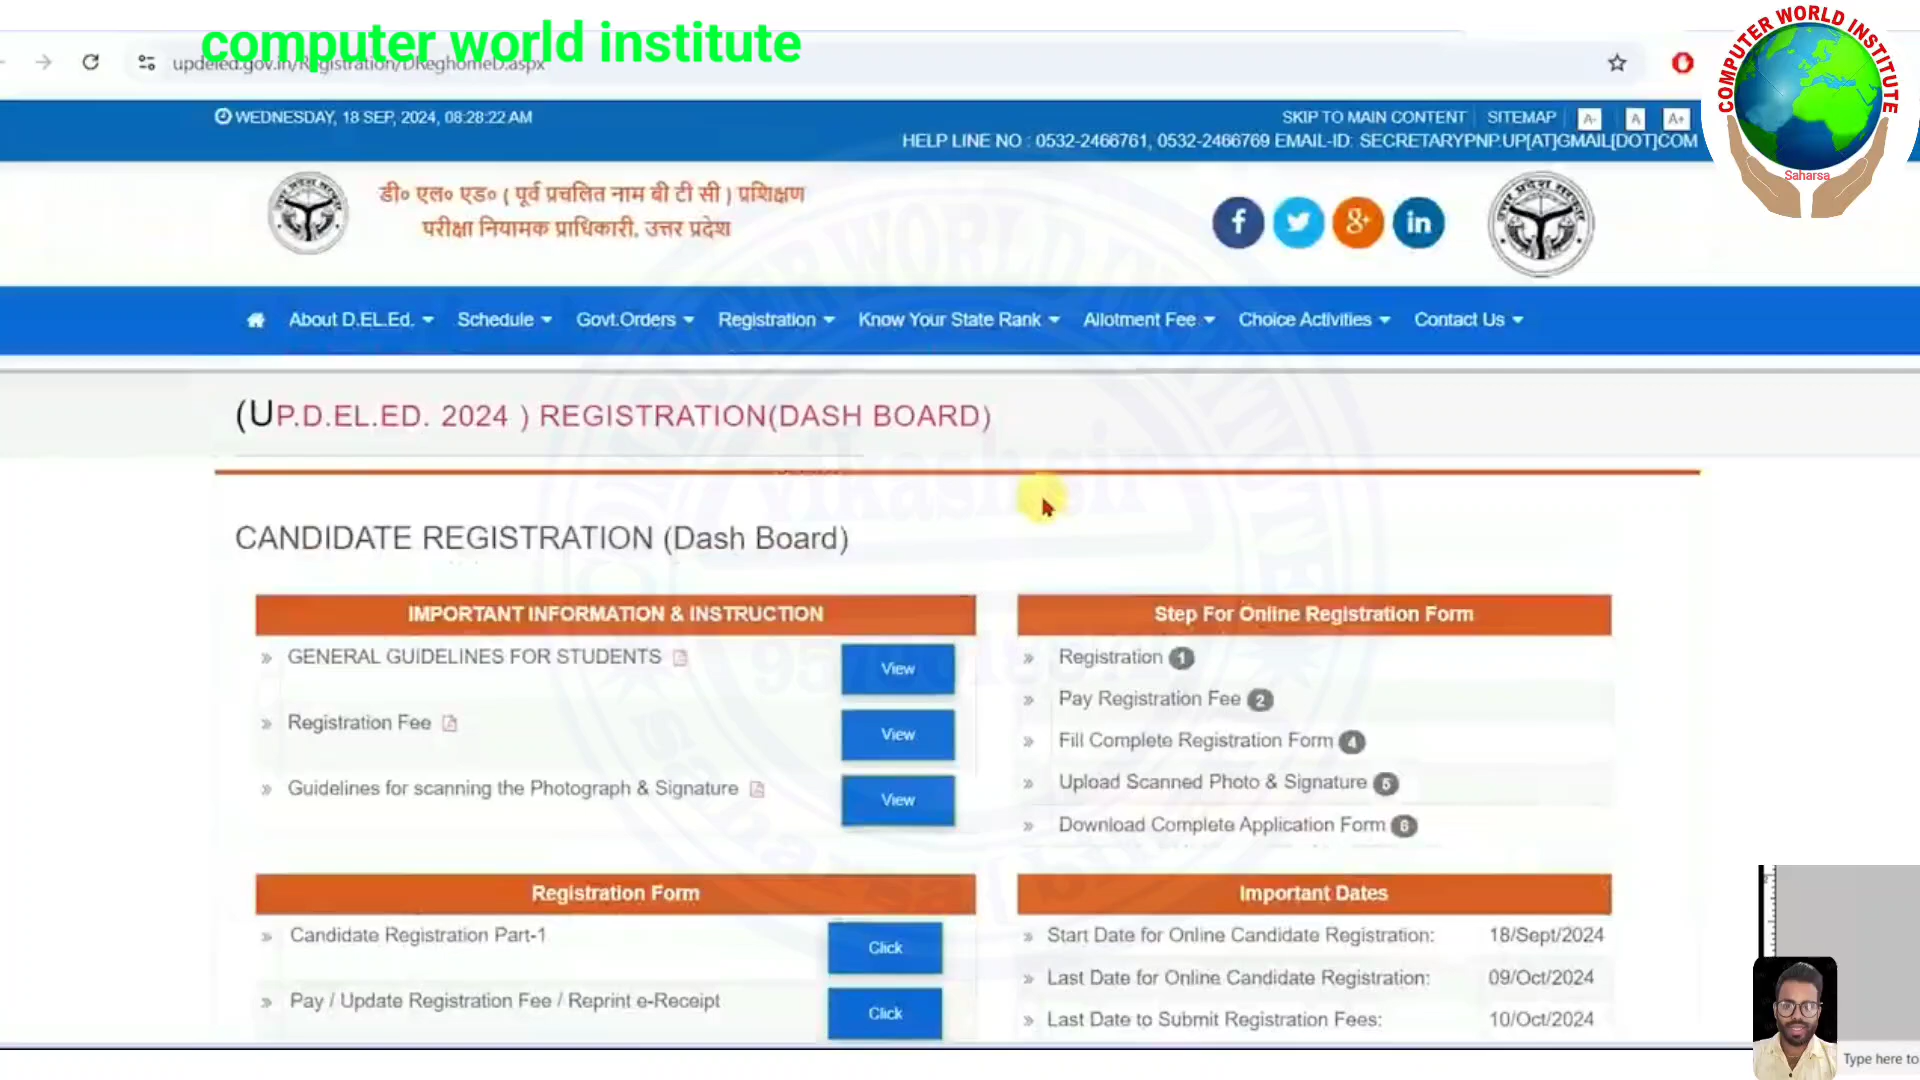 computer world institute
COMPUTER WORLD INSTITUTE
Saharsa
WEDNESDAY, 18 SEP, 2024, 08:28:22 AM
SKIP TO MAIN CONTENT SITEMAP A- A A+
HELP LINE NO : 0532-2466761, 0532-2466769 EMAIL-ID: SECRETARYPNP.UP[AT]GMAIL[DOT]COM
डी० एल० एड० ( पूर्व प्रचलित नाम बी टी सी ) प्रशिक्षण
परीक्षा नियामक प्राधिकारी, उत्तर प्रदेश
About D.EL.Ed. Schedule Govt.Orders Registration Know Your State Rank Allotment Fee Choice Activities Contact Us
(UP.D.EL.ED. 2024 ) REGISTRATION(DASH BOARD)
CANDIDATE REGISTRATION (Dash Board)
IMPORTANT INFORMATION & INSTRUCTION
GENERAL GUIDELINES FOR STUDENTS View
Registration Fee View
Guidelines for scanning the Photograph & Signature View
Step For Online Registration Form
Registration 1
Pay Registration Fee 2
Fill Complete Registration Form 4
Upload Scanned Photo & Signature 5
Download Complete Application Form 6
Registration Form
Candidate Registration Part-1 Click
Pay / Update Registration Fee / Reprint e-Receipt Click
Important Dates
Start Date for Online Candidate Registration: 18/Sept/2024
Last Date for Online Candidate Registration: 09/Oct/2024
Last Date to Submit Registration Fees: 10/Oct/2024
Type here to